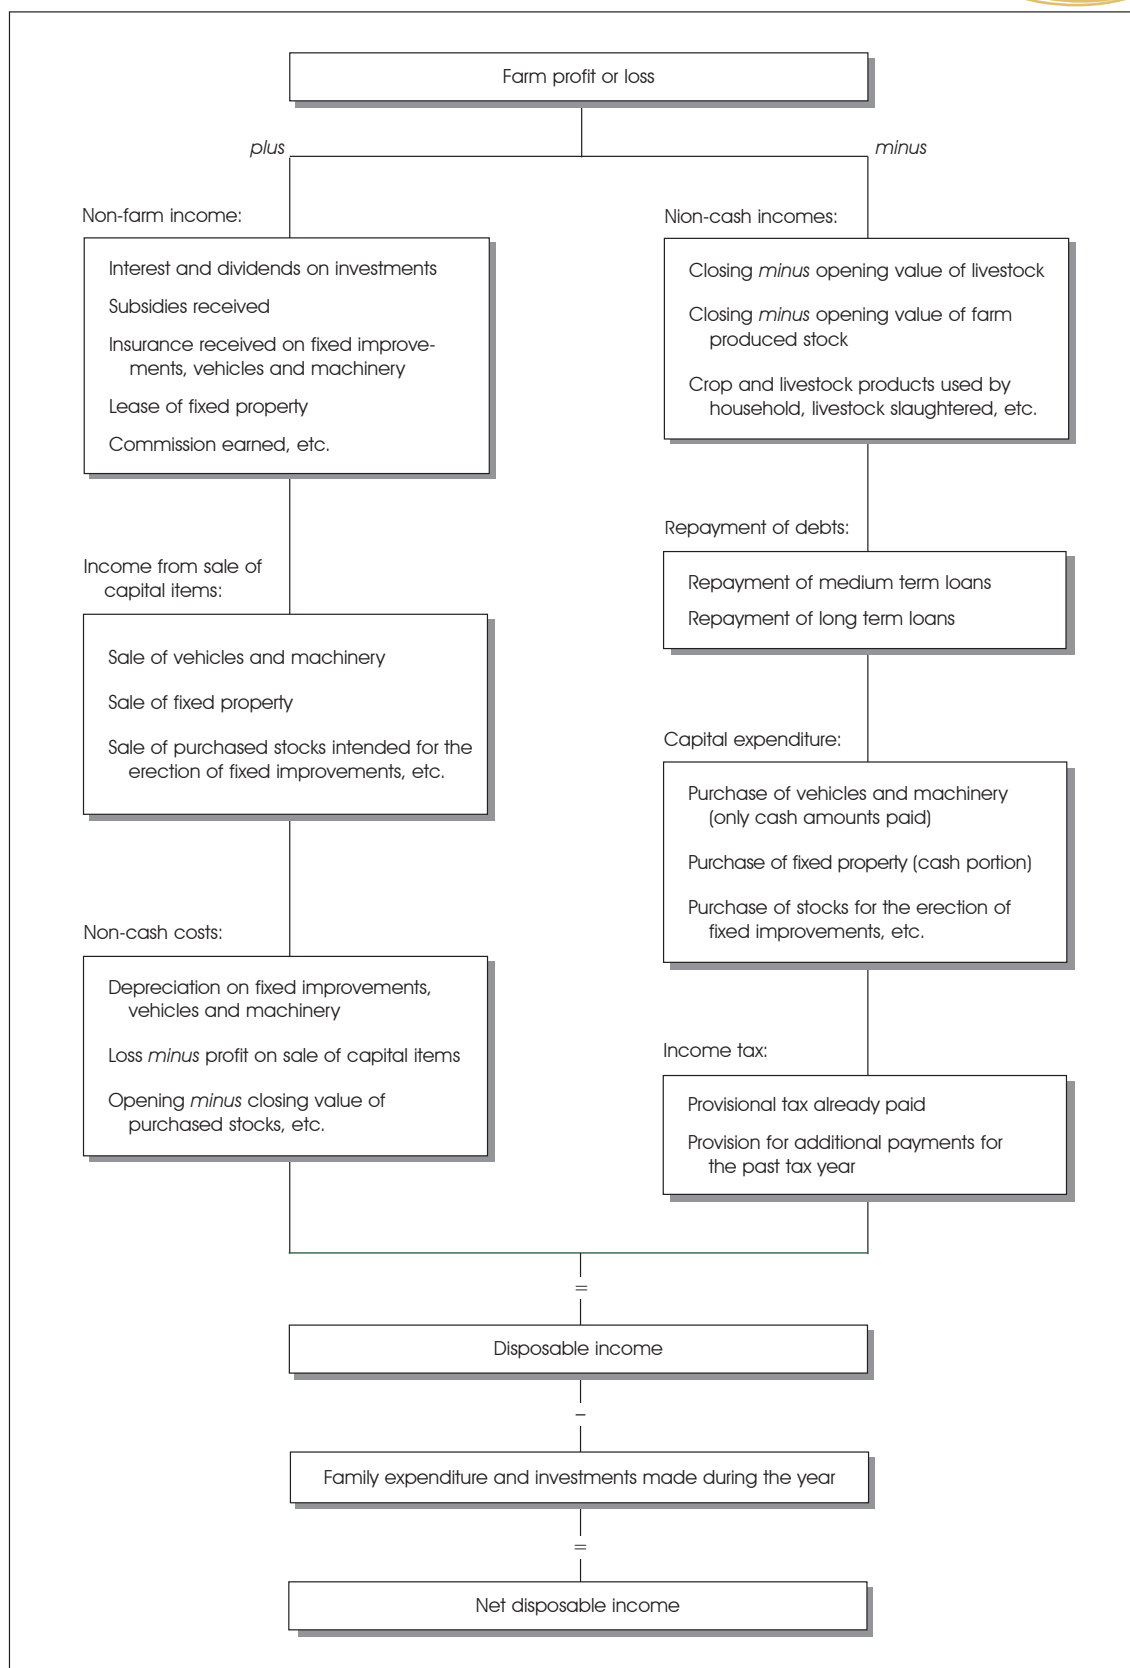 Farm profit or loss
plus
minus
Non-farm income:
Interest and dividends on investments
Subsidies received
Insurance received on fixed improve-
ments, vehicles and machinery
Lease of fixed property
Commission earned, etc.
Income from sale of
capital items:
Sale of vehicles and machinery
Sale of fixed property
Sale of purchased stocks intended for the
erection of fixed improvements, etc.
Non-cash costs:
Depreciation on fixed improvements,
vehicles and machinery
Loss minus profit on sale of capital items
Opening minus closing value of
purchased stocks, etc.
Nion-cash incomes:
Closing minus opening value of livestock
Closing minus opening value of farm
produced stock
Crop and livestock products used by
household, livestock slaughtered, etc.
Repayment of debts:
Repayment of medium term loans
Repayment of long term loans
Capital expenditure:
Purchase of vehicles and machinery
(only cash amounts paid)
Purchase of fixed property (cash portion)
Purchase of stocks for the erection of
fixed improvements, etc.
Income tax:
Provisional tax already paid
Provision for additional payments for
the past tax year
=
Disposable income
–
Family expenditure and investments made during the year
=
Net disposable income